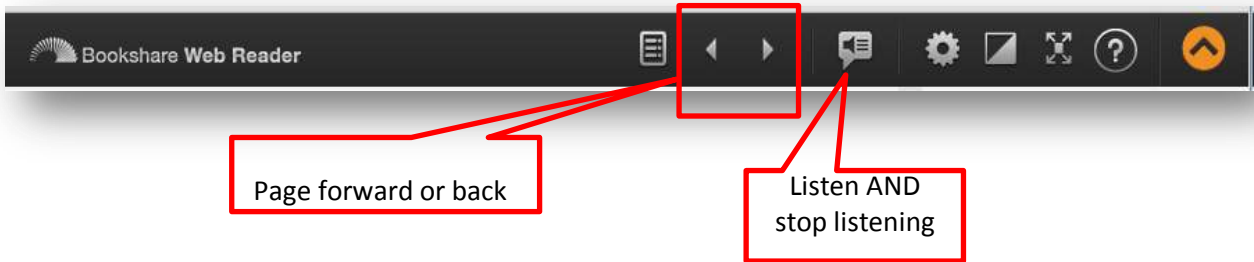 Bookshare Web Reader
?
Page forward or back
Listen AND
stop listening